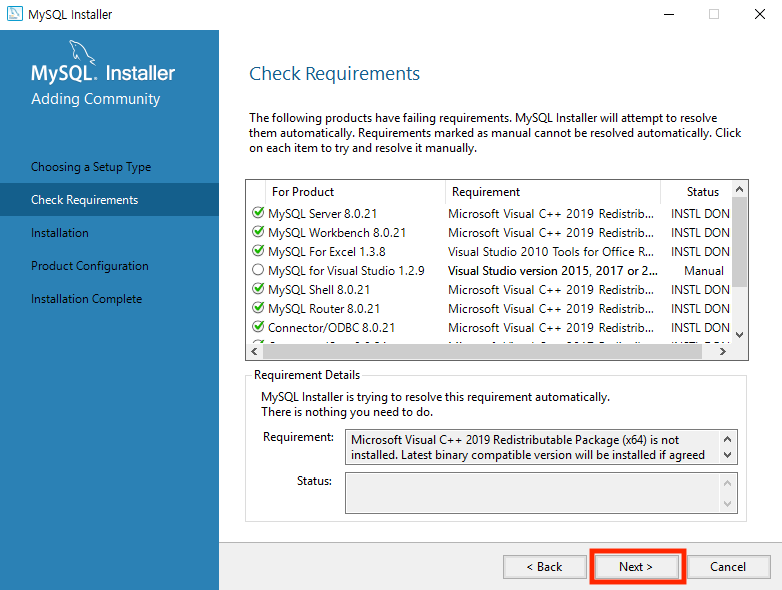 MySQL Installer
MySQL. Installer
Adding Community
Choosing a Setup Type
Check Requirements
Installation
Product Configuration
Installation Complete
Check Requirements
The following products have failing requirements. MySQL Installer will attempt to resolve
them automatically. Requirements marked as manual cannot be resolved automatically. Click
on each item to try and resolve it manually.
For Product Requirement Status
MySQL Server 8.0.21 Microsoft Visual C++ 2019 Redistrib... INSTL DON
MySQL Workbench 8.0.21 Microsoft Visual C++ 2019 Redistrib... INSTL DON
MySQL For Excel 1.3.8 Visual Studio 2010 Tools for Office R... INSTL DON
MySQL for Visual Studio 1.2.9 Visual Studio version 2015, 2017 or 2... Manual
MySQL Shell 8.0.21 Microsoft Visual C++ 2019 Redistrib... INSTL DON
MySQL Router 8.0.21 Microsoft Visual C++ 2019 Redistrib... INSTL DON
Connector/ODBC 8.0.21 Microsoft Visual C++ 2019 Redistrib... INSTL DON
Requirement Details
MySQL Installer is trying to resolve this requirement automatically.
There is nothing you need to do.
Requirement: Microsoft Visual C++ 2019 Redistributable Package (x64) is not
installed. Latest binary compatible version will be installed if agreed
Status:
< Back Next > Cancel